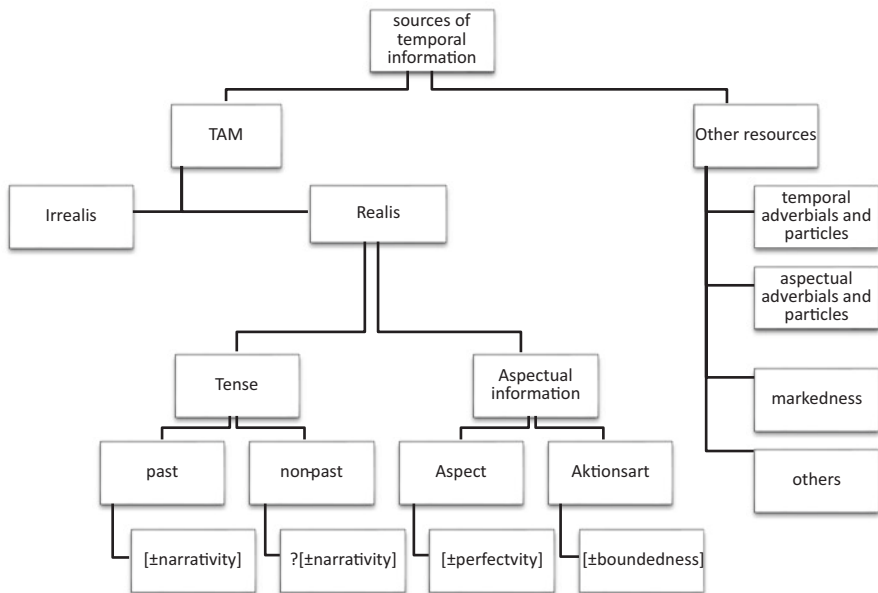 sources of
temporal
information
TAM
Other resources
Irrealis
Realis
temporal
adverbials and
particles
aspectual
adverbials and
particles
Tense
Aspectual
information
markedness
past
non-past
Aspect
Aktionsart
others
[±narrativity]
?[±narrativity]
[±perfectvity]
[±boundedness]